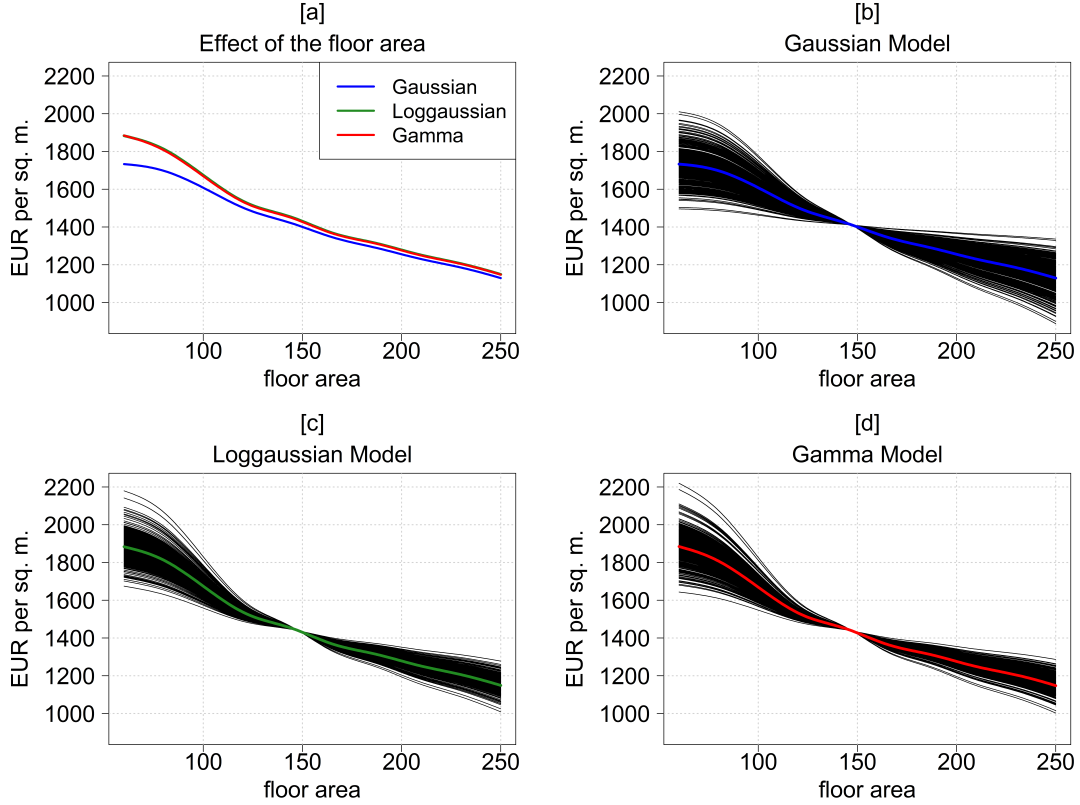 [a]
Effect of the floor area
EUR per sq. m.
2200
2000
1800
1600
1400
1200
1000
Gaussian
Loggaussian
Gamma
100 150 200 250
floor area
[b]
Gaussian Model
EUR per sq. m.
2200
2000
1800
1600
1400
1200
1000
100 150 200 250
floor area
[c]
Loggaussian Model
EUR per sq. m.
2200
2000
1800
1600
1400
1200
1000
100 150 200 250
floor area
[d]
Gamma Model
EUR per sq. m.
2200
2000
1800
1600
1400
1200
1000
100 150 200 250
floor area